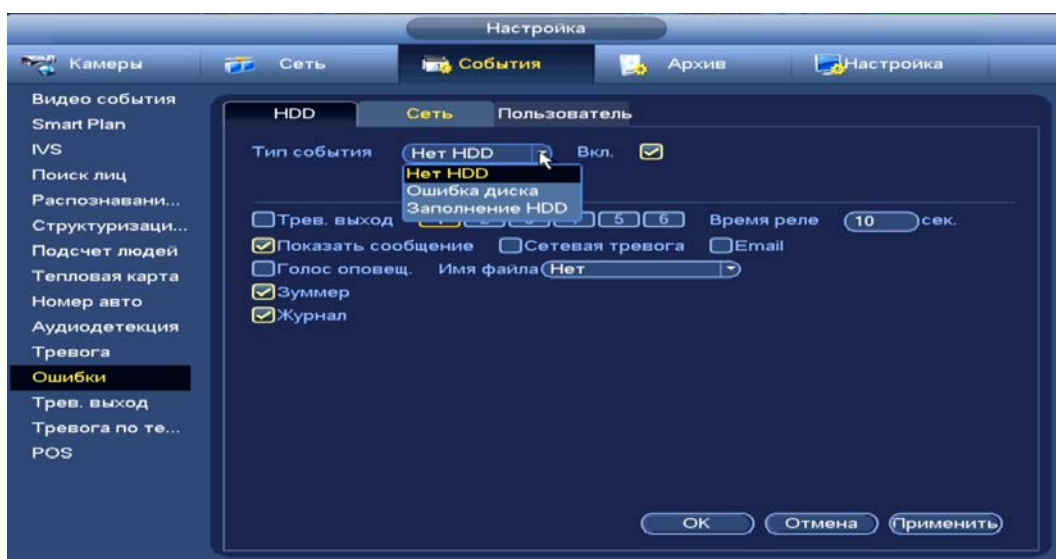 Настройка
Камеры Сеть События Архив Настройка
Видео события
Smart Plan
IVS
Поиск лиц
Распознавани...
Структуризаци...
Подсчет людей
Тепловая карта
Номер авто
Аудиодетекция
Тревога
Ошибки
Трев. выход
Тревога по те...
POS
HDD Сеть Пользователь
Тип события Нет HDD Вкл.
Нет HDD
Ошибка диска
Заполнение HDD
Трев. выход 5 6 Время реле 10 сек.
Показать сообщение Сетевая тревога Email
Голос оповещ. Имя файла Нет
Зуммер
Журнал
OK Отмена Применить